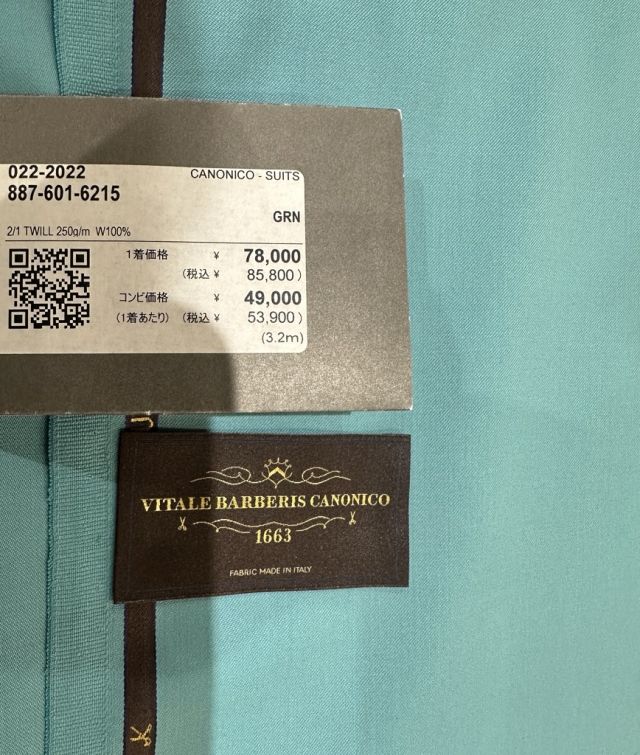 022-2022
CANONICO - SUITS
887-601-6215
GRN
2/1 TWILL 250g/m W100%
1着価格 ¥ 78,000
(税込 ¥ 85,800 )
コンビ価格 ¥ 49,000
(1着あたり) (税込 ¥ 53,900 )
(3.2m)
VITALE BARBERIS CANONICO
1663
FABRIC MADE IN ITALY